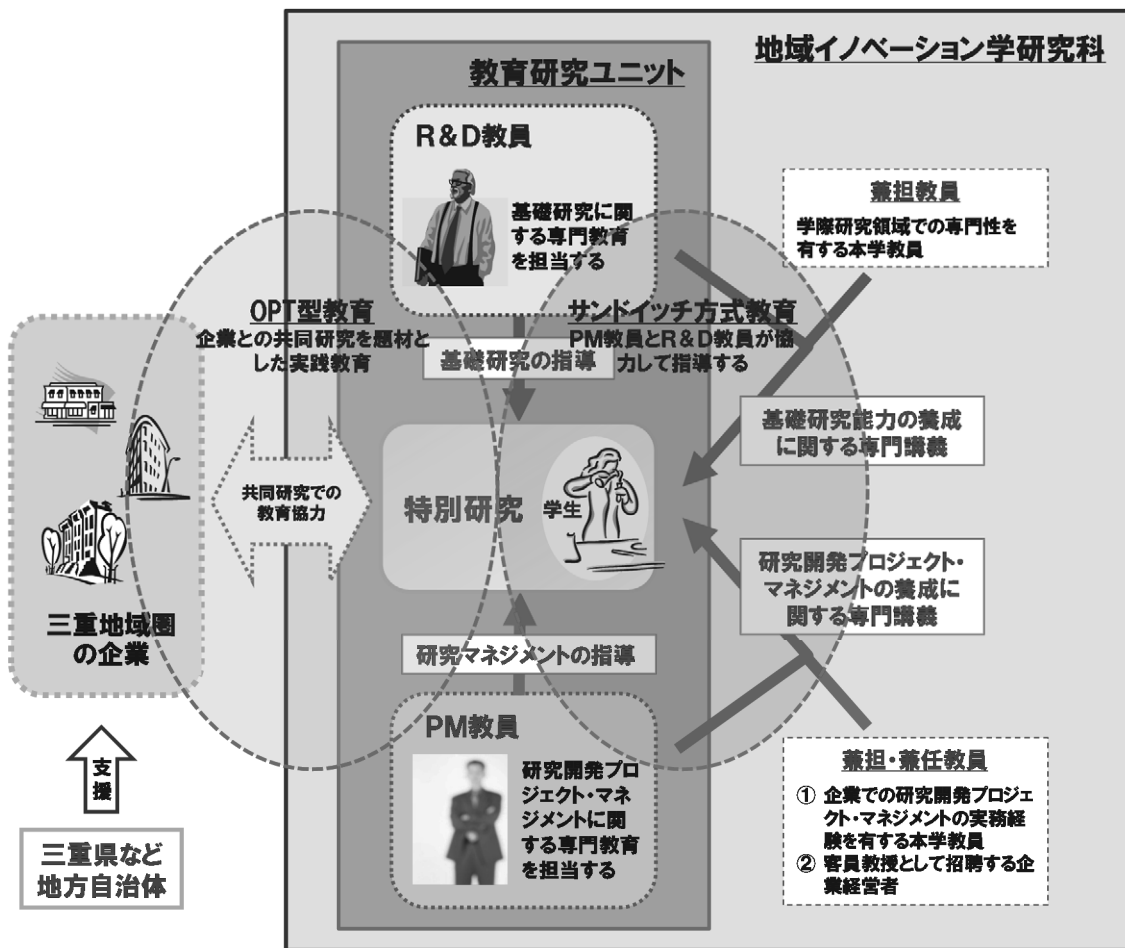 地域イノベーション学研究科
教育研究ユニット
R&D教員
基礎研究に関
する専門教育
を担当する
兼担教員
学際研究領域での専門性を
有する本学教員
OPT型教育
企業との共同研究を題材と
した実践教育
サンドイッチ方式教育
PM教員とR&D教員が協
力して指導する
基礎研究の指導
基礎研究能力の養成
に関する専門講義
共同研究での
教育協力
特別研究
学生
研究開発プロジェクト・
マネジメントの養成に
関する専門講義
三重地域圏
の企業
研究マネジメントの指導
PM教員
研究開発プロ
ジェクト・マネ
ジメントに関
する専門教育
を担当する
支援
三重県など
地方自治体
兼担・兼任教員
① 企業での研究開発プロジェ
クト・マネジメントの実務経
験を有する本学教員
② 客員教授として招聘する企
業経営者